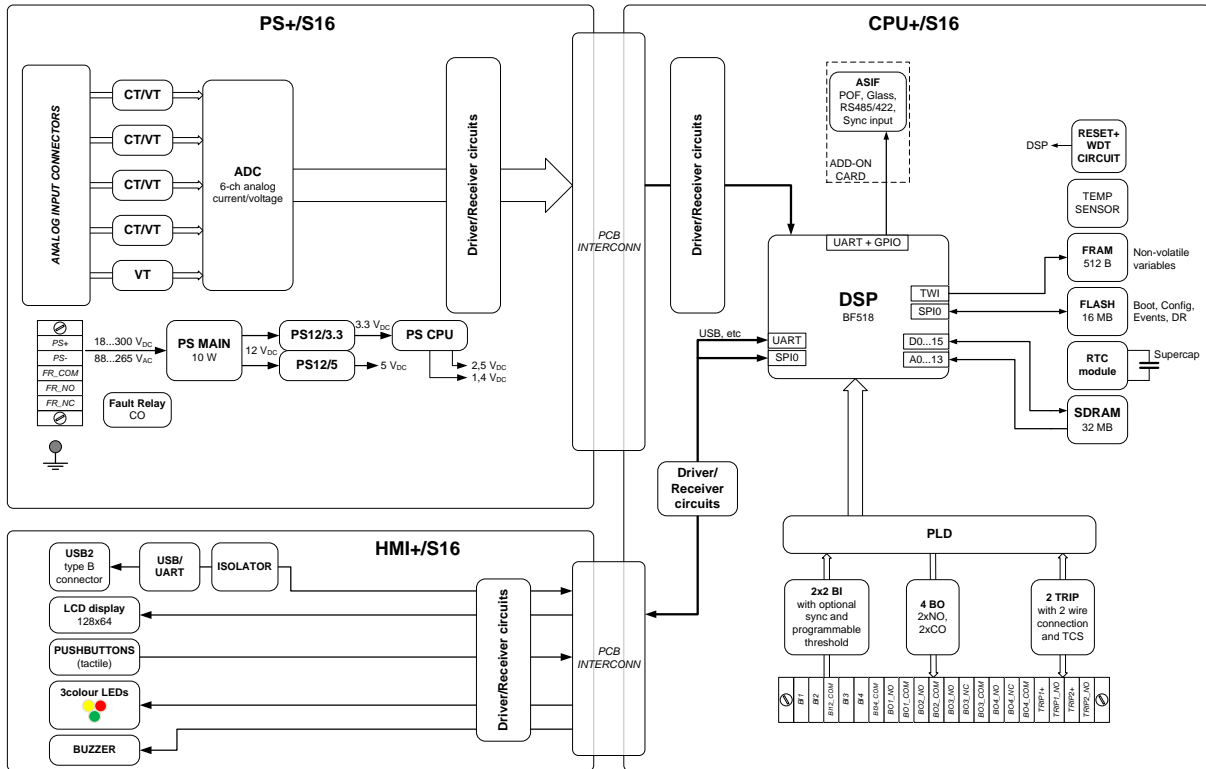 PS+/S16
ANALOG INPUT CONNECTORS
CT/VT
CT/VT
CT/VT
CT/VT
VT
ADC
6-ch analog
current/voltage
Driver/Receiver circuits
PS+
PS-
FR_COM
FR_NO
FR_NC
18...300 VDC
88...265 VAC
PS MAIN
10 W
12 VDC
PS12/3.3
PS12/5
3.3 VDC
5 VDC
PS CPU
2,5 VDC
1,4 VDC
Fault Relay
CO
PCB
INTERCONN
CPU+/S16
Driver/Receiver circuits
ASIF
POF, Glass,
RS485/422,
Sync input
ADD-ON
CARD
DSP
RESET+
WDT
CIRCUIT
TEMP
SENSOR
UART + GPIO
DSP
BF518
TWI
SPI0
D0...15
A0...13
UART
SPI0
USB, etc
FRAM
512 B
Non-volatile
variables
FLASH
16 MB
Boot, Config,
Events, DR
RTC
module
Supercap
SDRAM
32 MB
Driver/
Receiver
circuits
PLD
2x2 BI
with optional
sync and
programmable
threshold
4 BO
2xNO,
2xCO
2 TRIP
with 2 wire
connection
and TCS
BI1
BI2
BI12_COM
BI3
BI4
BI34_COM
BO1_NO
BO1_COM
BO2_NO
BO2_COM
BO3_NO
BO3_NC
BO3_COM
BO4_NO
BO4_NC
BO4_COM
TRIP1+
TRIP1_NO
TRIP2+
TRIP2_NO
HMI+/S16
USB2
type B
connector
USB/
UART
ISOLATOR
LCD display
128x64
PUSHBUTTONS
(tactile)
3colour LEDs
BUZZER
Driver/Receiver circuits
PCB
INTERCONN